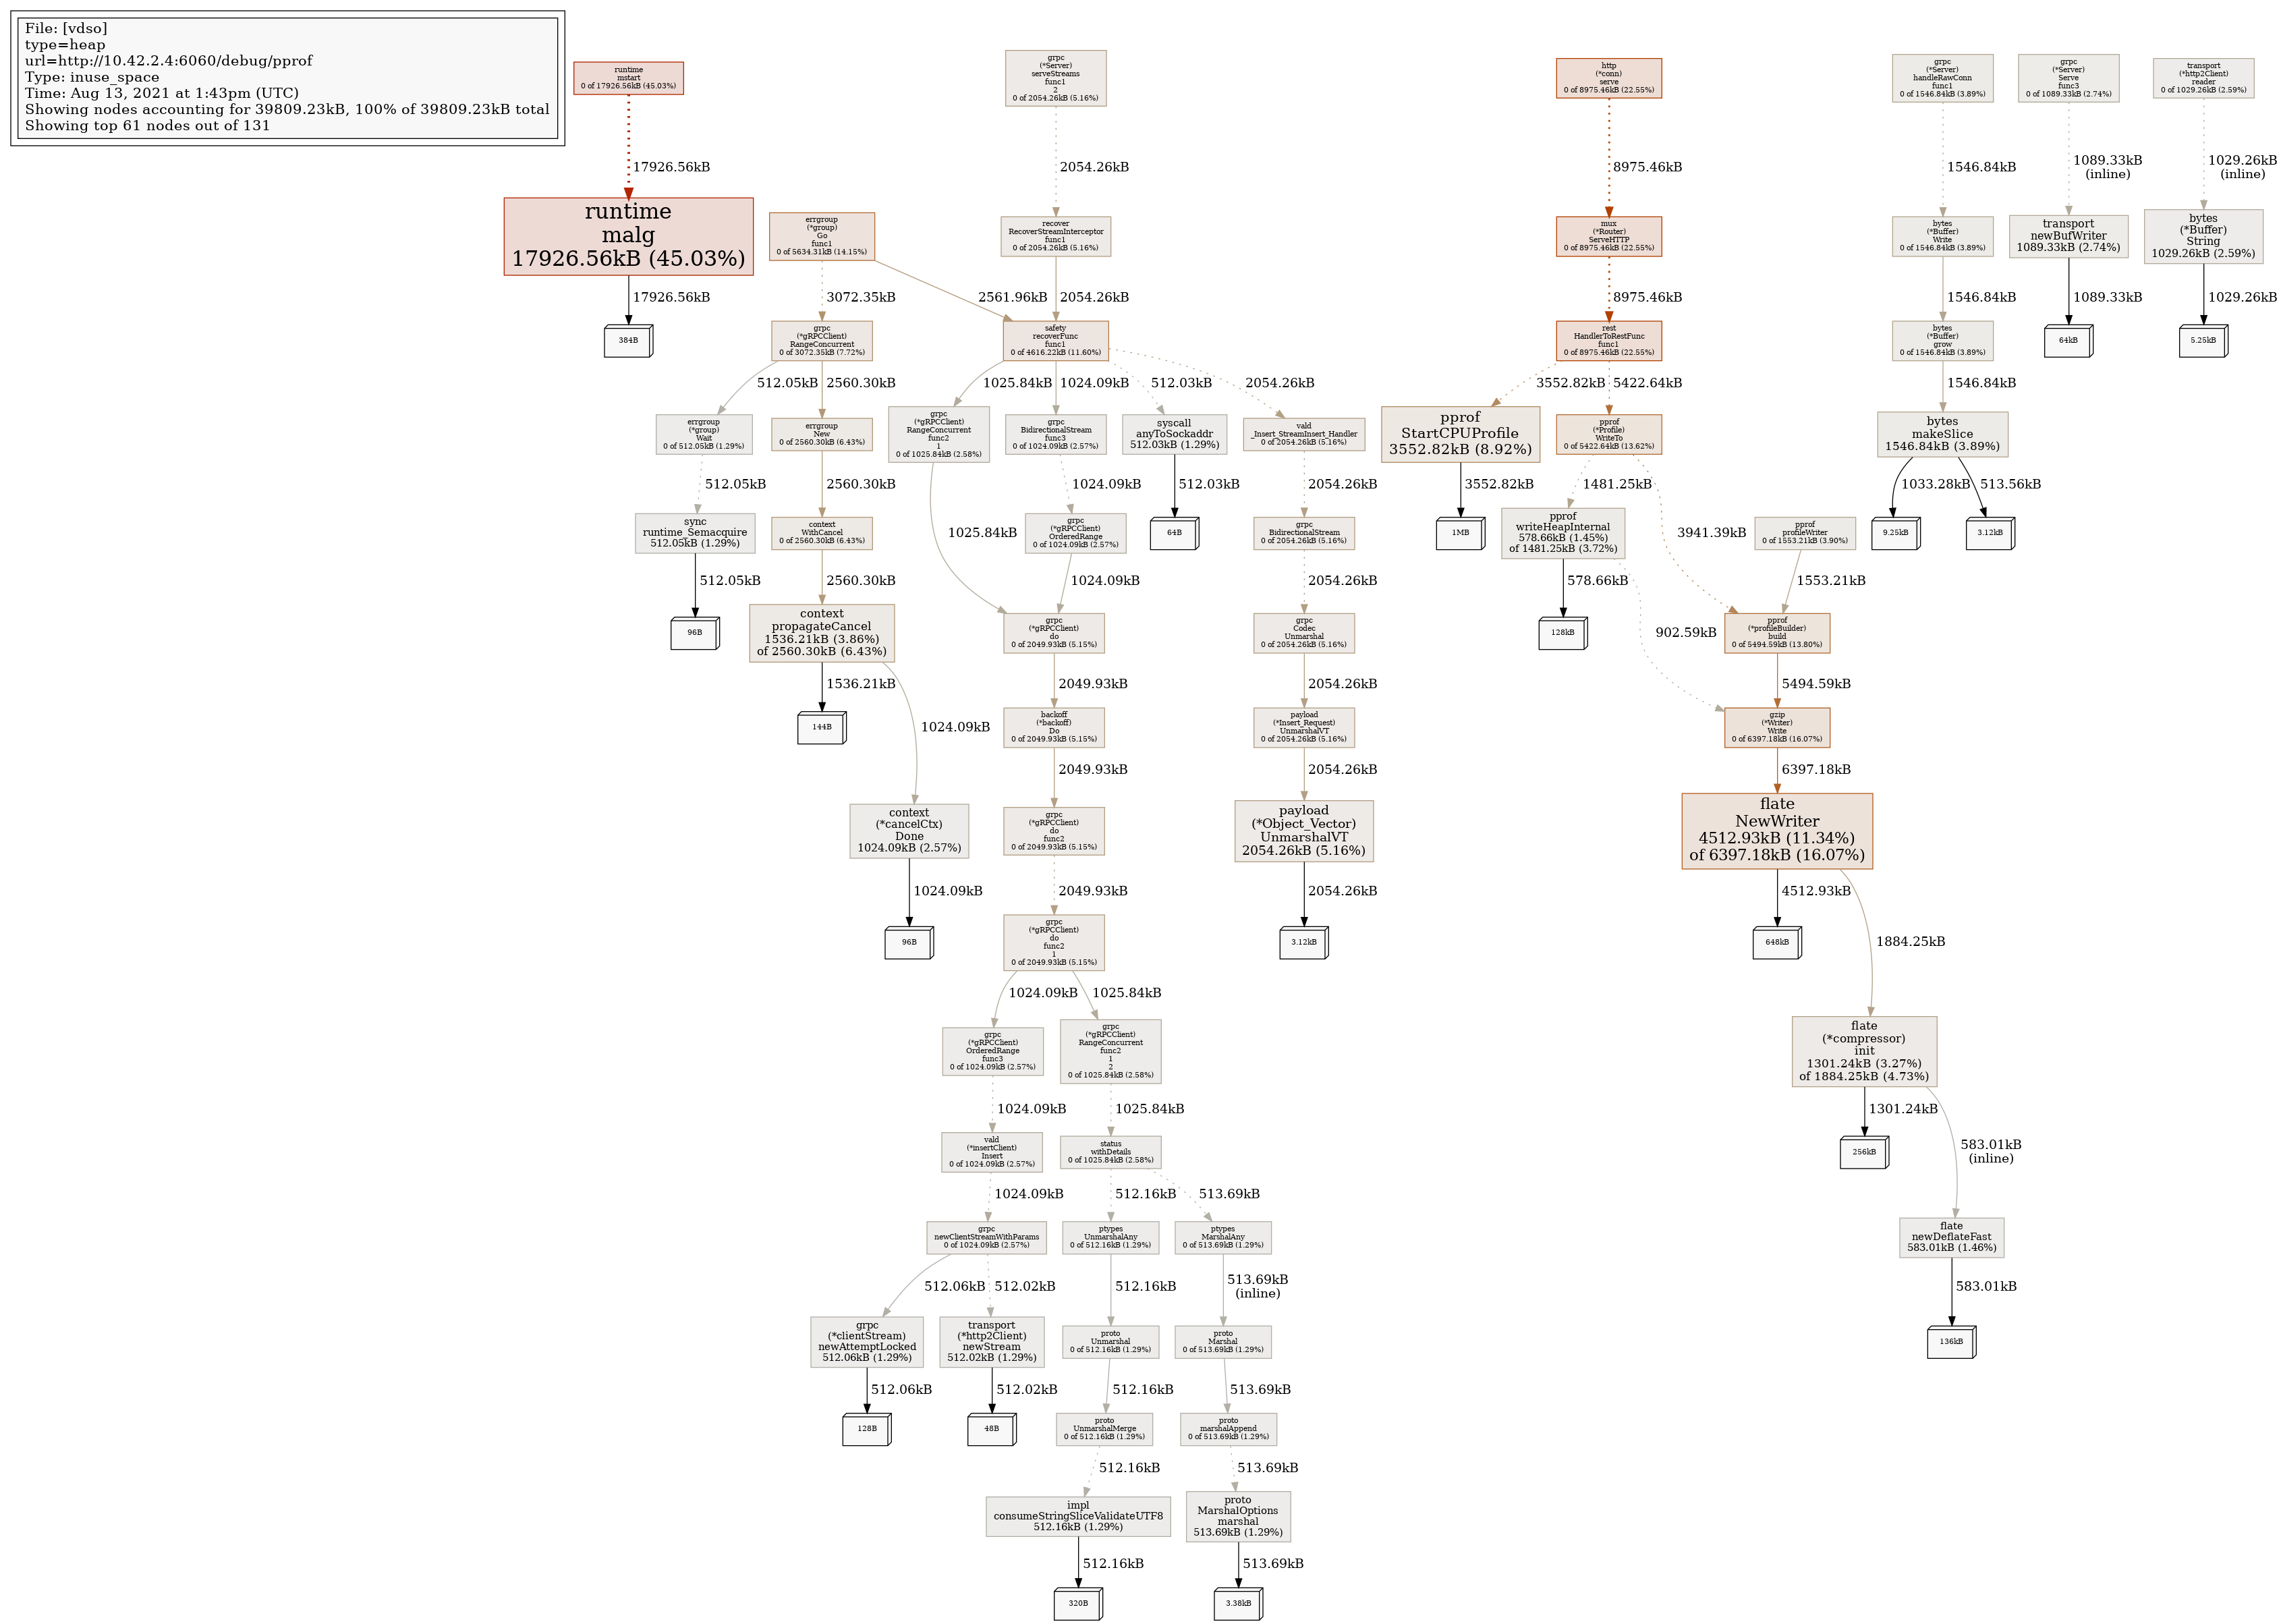 File: [vdso]
type=heap
url=http://10.42.2.4:6060/debug/pprof
Type: inuse_space
Time: Aug 13, 2021 at 1:43pm (UTC)
Showing nodes accounting for 39809.23kB, 100% of 39809.23kB total
Showing top 61 nodes out of 131
runtime
mstart
0 of 17926.56kB (45.03%)
grpc
(*Server)
serveStreams
func1
2
0 of 2054.26kB (5.16%)
http
(*conn)
serve
0 of 8975.46kB (22.55%)
grpc
(*Server)
handleRawConn
func1
0 of 1546.84kB (3.89%)
grpc
(*Server)
Serve
func3
0 of 1089.33kB (2.74%)
transport
(*http2Client)
reader
0 of 1029.26kB (2.59%)
17926.56kB
2054.26kB
8975.46kB
1546.84kB
1089.33kB
(inline)
1029.26kB
(inline)
runtime
malg
17926.56kB (45.03%)
errgroup
(*group)
Go
func1
0 of 5634.31kB (14.15%)
recover
RecoverStreamInterceptor
func1
0 of 2054.26kB (5.16%)
mux
(*Router)
ServeHTTP
0 of 8975.46kB (22.55%)
bytes
(*Buffer)
Write
0 of 1546.84kB (3.89%)
transport
newBufWriter
1089.33kB (2.74%)
bytes
(*Buffer)
String
1029.26kB (2.59%)
17926.56kB
3072.35kB
2561.96kB
2054.26kB
8975.46kB
1546.84kB
1089.33kB
1029.26kB
384B
grpc
(*gRPCClient)
RangeConcurrent
0 of 3072.35kB (7.72%)
safety
recoverFunc
func1
0 of 4616.22kB (11.60%)
rest
HandlerToRestFunc
func1
0 of 8975.46kB (22.55%)
bytes
(*Buffer)
grow
0 of 1546.84kB (3.89%)
64kB
5.25kB
512.05kB
2560.30kB
1025.84kB
1024.09kB
512.03kB
2054.26kB
3552.82kB
5422.64kB
1546.84kB
errgroup
(*group)
Wait
0 of 512.05kB (1.29%)
errgroup
New
0 of 2560.30kB (6.43%)
grpc
(*gRPCClient)
RangeConcurrent
func2
1
0 of 1025.84kB (2.58%)
grpc
BidirectionalStream
func3
0 of 1024.09kB (2.57%)
syscall
anyToSockaddr
512.03kB (1.29%)
vald
_Insert_StreamInsert_Handler
0 of 2054.26kB (5.16%)
pprof
StartCPUProfile
3552.82kB (8.92%)
pprof
(*Profile)
WriteTo
0 of 5422.64kB (13.62%)
bytes
makeSlice
1546.84kB (3.89%)
512.05kB
2560.30kB
1025.84kB
1024.09kB
512.03kB
2054.26kB
3552.82kB
1481.25kB
3941.39kB
1033.28kB
513.56kB
sync
runtime_Semacquire
512.05kB (1.29%)
context
WithCancel
0 of 2560.30kB (6.43%)
grpc
(*gRPCClient)
OrderedRange
0 of 1024.09kB (2.57%)
64B
grpc
BidirectionalStream
0 of 2054.26kB (5.16%)
1MB
pprof
writeHeapInternal
578.66kB (1.45%)
of 1481.25kB (3.72%)
pprof
profileWriter
0 of 1553.21kB (3.90%)
9.25kB
3.12kB
512.05kB
2560.30kB
1024.09kB
2054.26kB
578.66kB
902.59kB
1553.21kB
96B
context
propagateCancel
1536.21kB (3.86%)
of 2560.30kB (6.43%)
grpc
(*gRPCClient)
do
0 of 2049.93kB (5.15%)
grpc
Codec
Unmarshal
0 of 2054.26kB (5.16%)
128kB
pprof
(*profileBuilder)
build
0 of 5494.59kB (13.80%)
1536.21kB
1024.09kB
2049.93kB
2054.26kB
5494.59kB
144B
backoff
(*backoff)
Do
0 of 2049.93kB (5.15%)
payload
(*Insert_Request)
UnmarshalVT
0 of 2054.26kB (5.16%)
gzip
(*Writer)
Write
0 of 6397.18kB (16.07%)
2049.93kB
2054.26kB
6397.18kB
context
(*cancelCtx)
Done
1024.09kB (2.57%)
grpc
(*gRPCClient)
do
func2
0 of 2049.93kB (5.15%)
payload
(*Object_Vector)
UnmarshalVT
2054.26kB (5.16%)
flate
NewWriter
4512.93kB (11.34%)
of 6397.18kB (16.07%)
1024.09kB
2049.93kB
2054.26kB
4512.93kB
1884.25kB
96B
grpc
(*gRPCClient)
do
func2
1
0 of 2049.93kB (5.15%)
3.12kB
648kB
1024.09kB
1025.84kB
grpc
(*gRPCClient)
OrderedRange
func3
0 of 1024.09kB (2.57%)
grpc
(*gRPCClient)
RangeConcurrent
func2
1
2
0 of 1025.84kB (2.58%)
flate
(*compressor)
init
1301.24kB (3.27%)
of 1884.25kB (4.73%)
1024.09kB
1025.84kB
1301.24kB
583.01kB
(inline)
vald
(*insertClient)
Insert
0 of 1024.09kB (2.57%)
status
withDetails
0 of 1025.84kB (2.58%)
256kB
1024.09kB
512.16kB
513.69kB
grpc
newClientStreamWithParams
0 of 1024.09kB (2.57%)
ptypes
UnmarshalAny
0 of 512.16kB (1.29%)
ptypes
MarshalAny
0 of 513.69kB (1.29%)
flate
newDeflateFast
583.01kB (1.46%)
512.06kB
512.02kB
512.16kB
513.69kB
(inline)
583.01kB
grpc
(*clientStream)
newAttemptLocked
512.06kB (1.29%)
transport
(*http2Client)
newStream
512.02kB (1.29%)
proto
Unmarshal
0 of 512.16kB (1.29%)
proto
Marshal
0 of 513.69kB (1.29%)
136kB
512.06kB
512.02kB
512.16kB
513.69kB
128B
48B
proto
UnmarshalMerge
0 of 512.16kB (1.29%)
proto
marshalAppend
0 of 513.69kB (1.29%)
512.16kB
513.69kB
impl
consumeStringSliceValidateUTF8
512.16kB (1.29%)
proto
MarshalOptions
marshal
513.69kB (1.29%)
512.16kB
513.69kB
320B
3.38kB